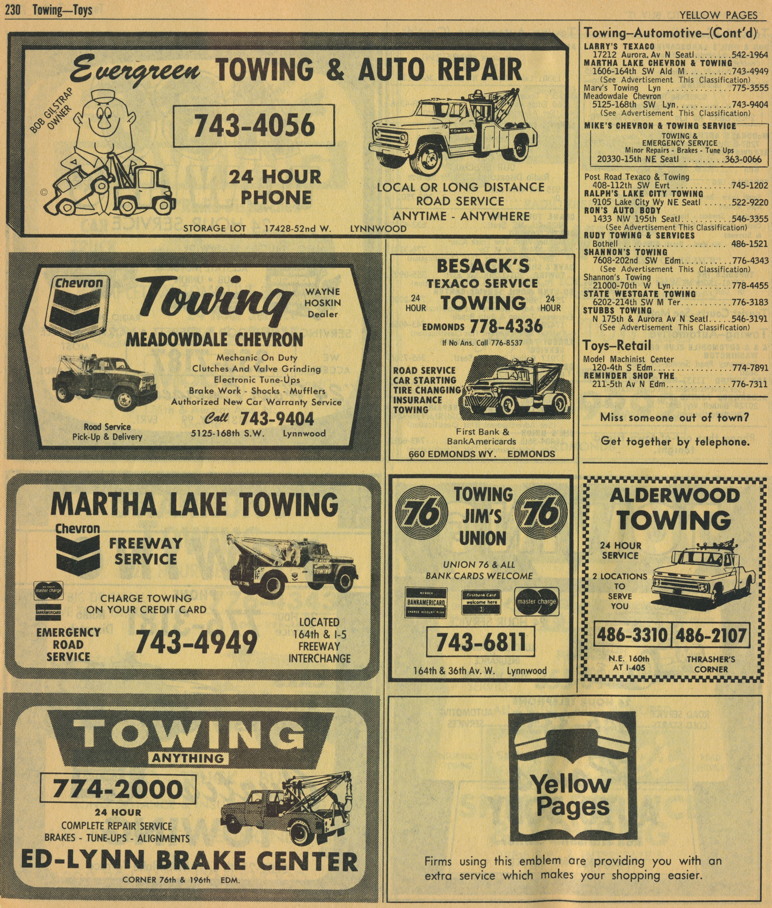 230 Towing—Toys
YELLOW PAGES
Evergreen TOWING & AUTO REPAIR
BOB GILSTRAP
OWNER
743-4056
24 HOUR
PHONE
LOCAL OR LONG DISTANCE
ROAD SERVICE
ANYTIME - ANYWHERE
STORAGE LOT 17428-52nd W. LYNNWOOD
Chevron
Towing
WAYNE
HOSKIN
Dealer
MEADOWDALE CHEVRON
Mechanic On Duty
Clutches And Valve Grinding
Electronic Tune-Ups
Brake Work - Shocks - Mufflers
Authorized New Car Warranty Service
Call 743-9404
5125-168th S.W. Lynnwood
Road Service
Pick-Up & Delivery
BESACK'S
TEXACO SERVICE
24
HOUR
TOWING
24
HOUR
EDMONDS 778-4336
If No Ans. Call 776-8537
ROAD SERVICE
CAR STARTING
TIRE CHANGING
INSURANCE
TOWING
First Bank &
BankAmericards
660 EDMONDS WY. EDMONDS
MARTHA LAKE TOWING
Chevron
FREEWAY
SERVICE
master charge
CHARGE TOWING
ON YOUR CREDIT CARD
EMERGENCY
ROAD
SERVICE
743-4949
LOCATED
164th & I-5
FREEWAY
INTERCHANGE
76
TOWING
JIM'S
UNION
76
UNION 76 & ALL
BANK CARDS WELCOME
BANKAMERICARD
Firstbank Card
welcome here
master charge
743-6811
164th & 36th Av. W. Lynnwood
TOWING
ANYTHING
774-2000
24 HOUR
COMPLETE REPAIR SERVICE
BRAKES - TUNE-UPS - ALIGNMENTS
ED-LYNN BRAKE CENTER
CORNER 76th & 196th EDM.
Towing—Automotive—(Cont'd)
LARRY'S TEXACO
17212 Aurora Av N Seatl......542-1964
MARTHA LAKE CHEVRON & TOWING
1606-164th SW Ald M........743-4949
(See Advertisement This Classification)
Marv's Towing Lyn ............775-3555
Meadowdale Chevron
5125-168th SW Lyn...........743-9404
(See Advertisement This Classification)
MIKE'S CHEVRON & TOWING SERVICE
TOWING &
EMERGENCY SERVICE
Minor Repairs - Brakes - Tune Ups
20330-15th NE Seatl .........363-0066
Post Road Texaco & Towing
408-112th SW Evrt...........745-1202
RALPH'S LAKE CITY TOWING
9105 Lake City Wy NE Seatl ....522-9220
RON'S AUTO BODY
1433 NW 195th Seatl.........546-3355
(See Advertisement This Classification)
RUDY TOWING & SERVICES
Bothell ....................486-1521
SHANNON'S TOWING
7608-202nd SW Edm...........776-4343
(See Advertisement This Classification)
Shannon's Towing
21000-70th W Lyn............778-4455
STATE WESTGATE TOWING
6202-214th SW M Ter.........776-3183
STUBBS TOWING
N 175th & Aurora Av N Seatl.....546-3191
(See Advertisement This Classification)
Toys—Retail
Model Machinist Center
120-4th S Edm...............774-7891
REMINDER SHOP THE
211-5th Av N Edm............776-7311
Miss someone out of town?
Get together by telephone.
ALDERWOOD
TOWING
24 HOUR
SERVICE
2 LOCATIONS
TO
SERVE
YOU
486-3310 486-2107
N.E. 160th
AT I-405
THRASHER'S
CORNER
Yellow
Pages
Firms using this emblem are providing you with an
extra service which makes your shopping easier.